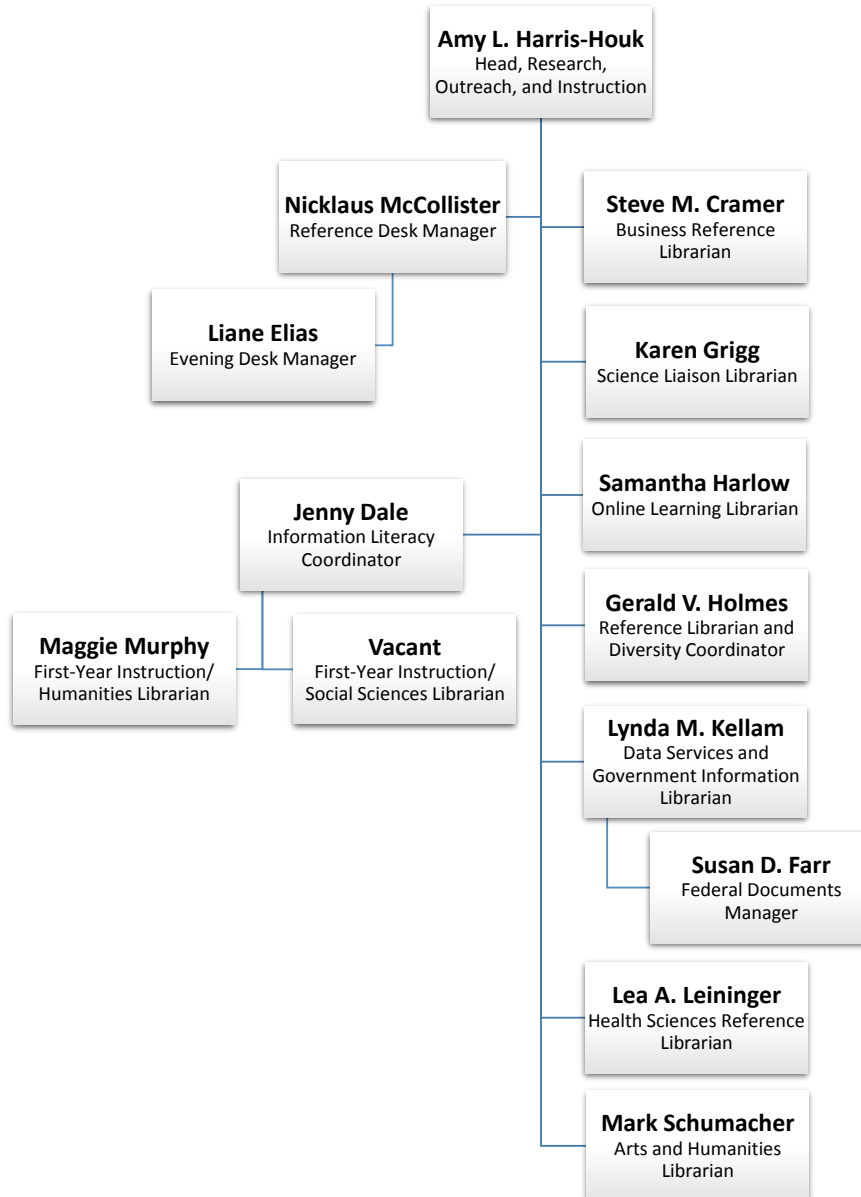 Amy L. Harris-Houk
Head, Research,
Outreach, and Instruction
Nicklaus McCollister
Reference Desk Manager
Steve M. Cramer
Business Reference
Librarian
Liane Elias
Evening Desk Manager
Karen Grigg
Science Liaison Librarian
Samantha Harlow
Online Learning Librarian
Jenny Dale
Information Literacy
Coordinator
Gerald V. Holmes
Reference Librarian and
Diversity Coordinator
Maggie Murphy
First-Year Instruction/
Humanities Librarian
Vacant
First-Year Instruction/
Social Sciences Librarian
Lynda M. Kellam
Data Services and
Government Information
Librarian
Susan D. Farr
Federal Documents
Manager
Lea A. Leininger
Health Sciences Reference
Librarian
Mark Schumacher
Arts and Humanities
Librarian